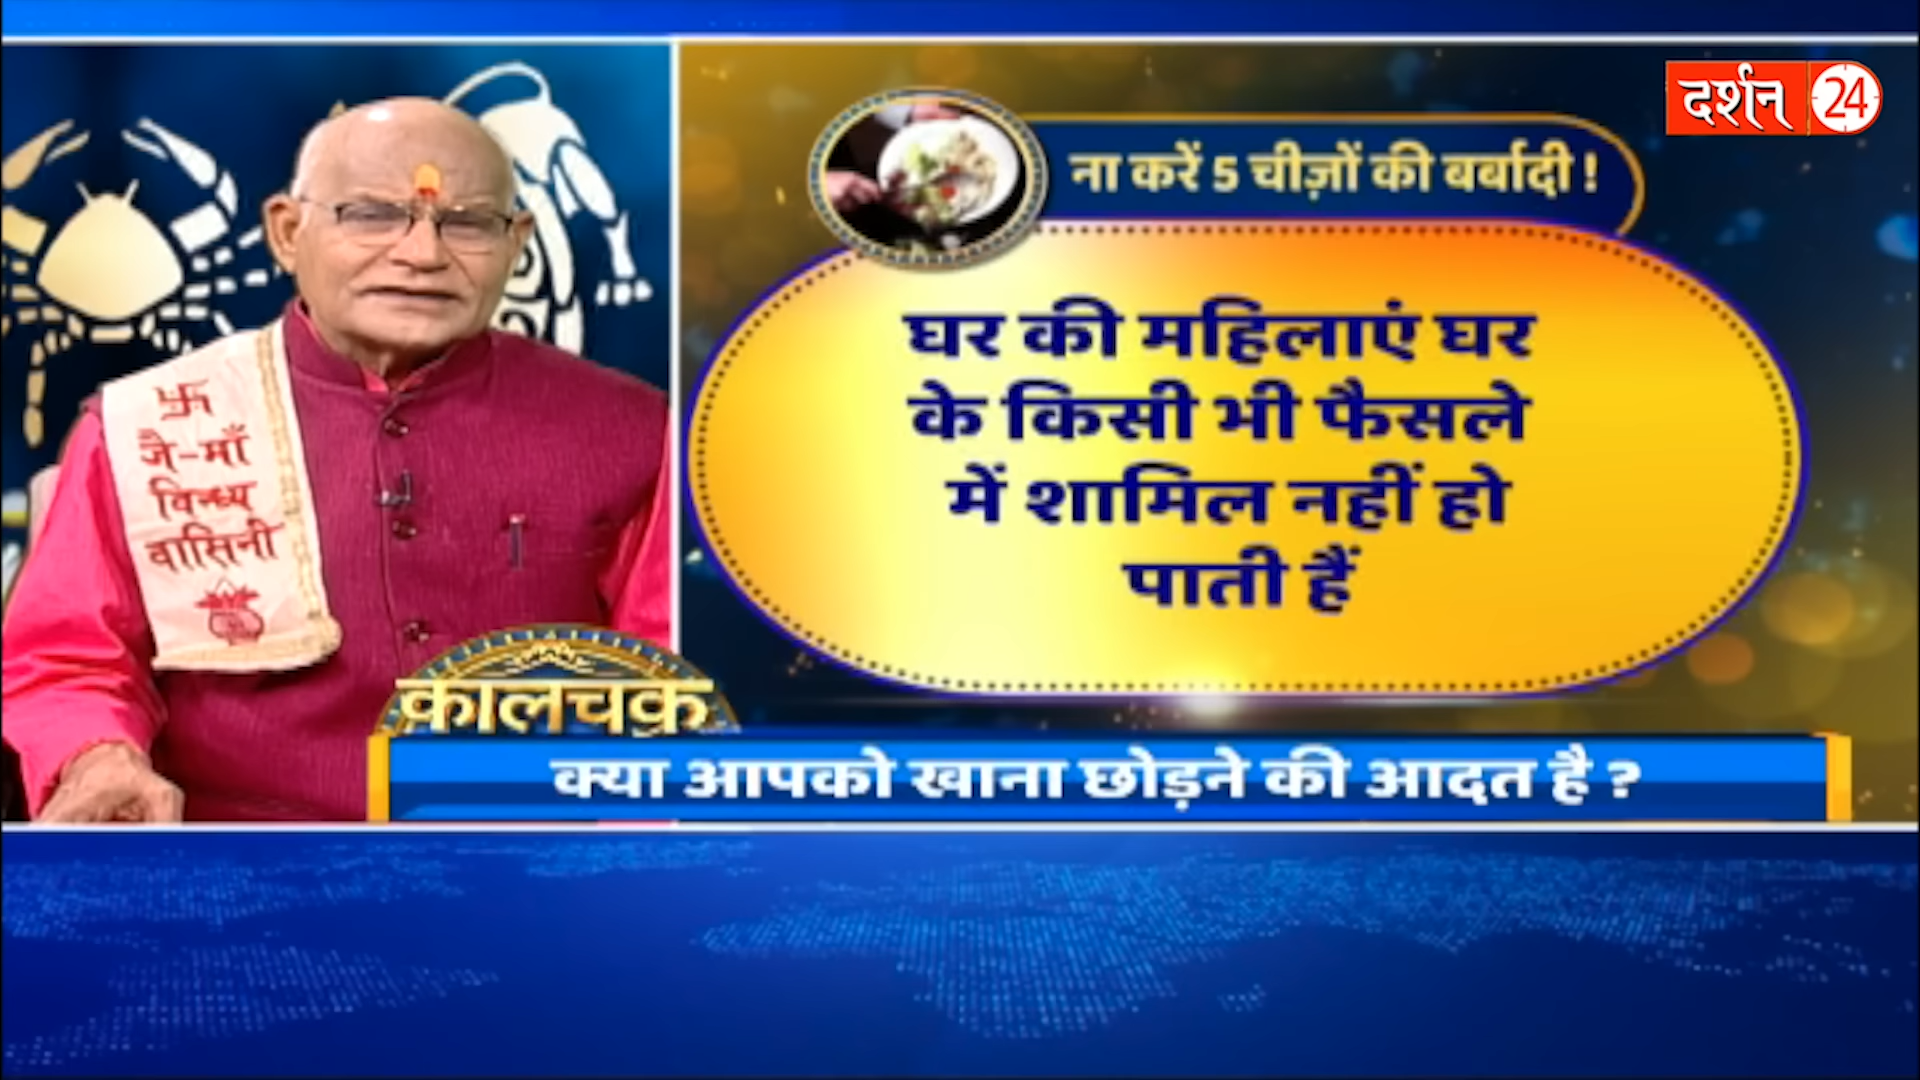 दर्शन 24
ना करें 5 चीज़ों की बर्बादी !
घर की महिलाएं घर
के किसी भी फैसले
में शामिल नहीं हो
पाती हैं
जै-माँ
विन्ध्य
वासिनी
कालचक्र
क्या आपको खाना छोड़ने की आदत है ?